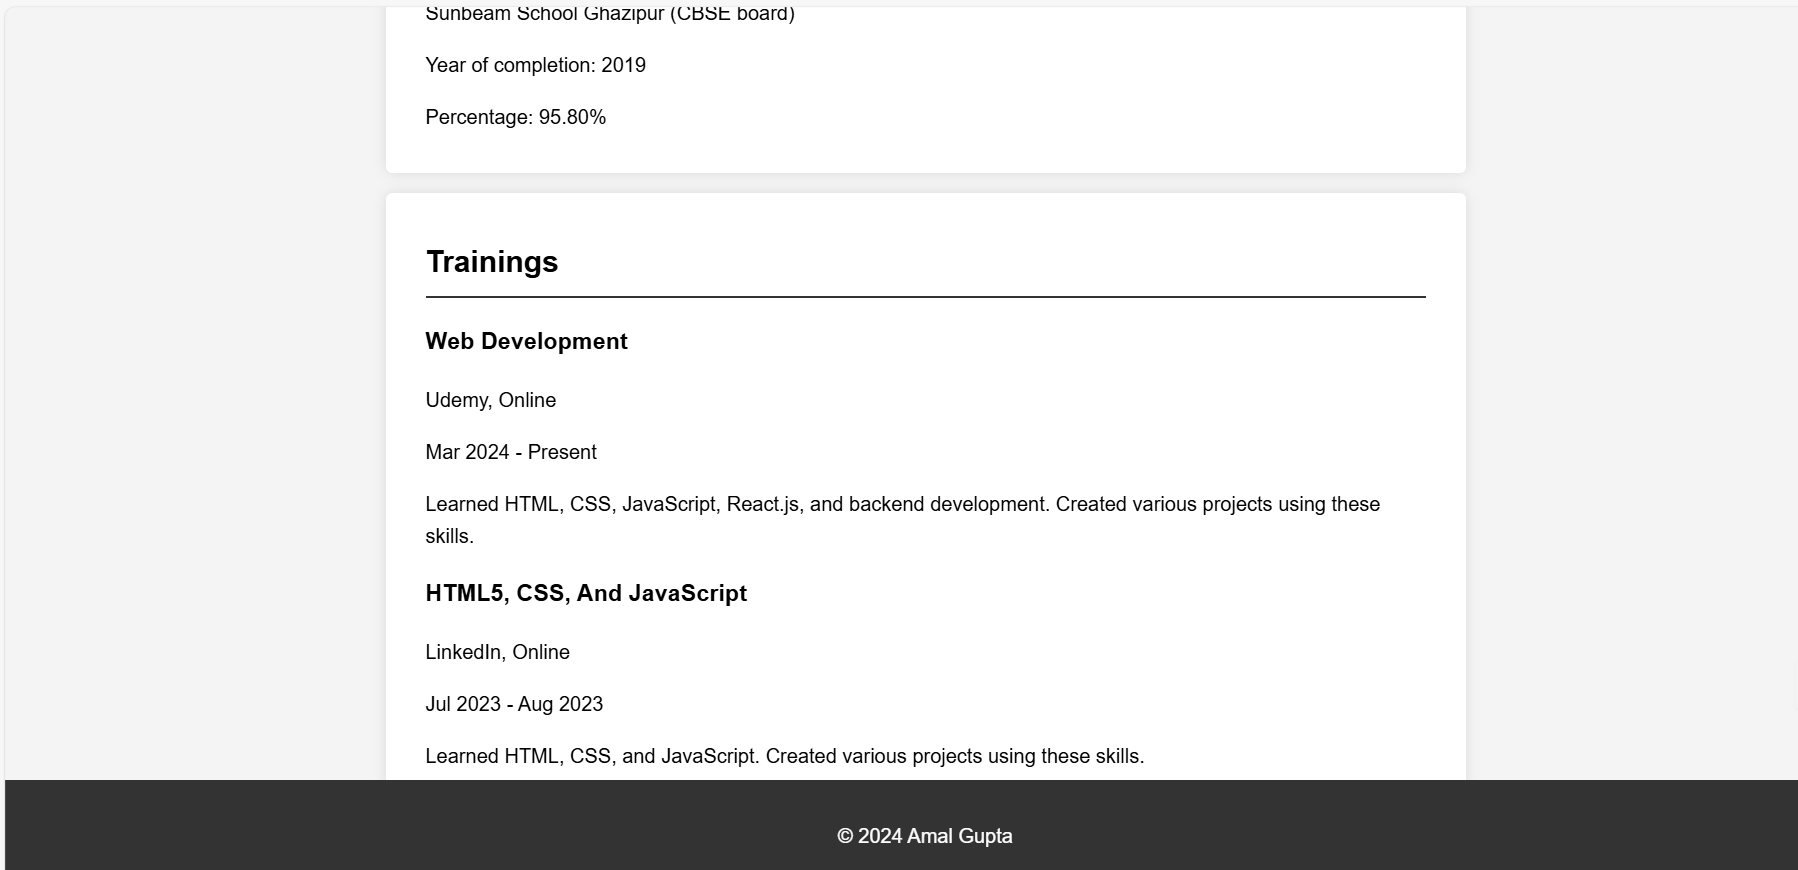 Sunbeam School Ghazipur (CBSE board)
Year of completion: 2019
Percentage: 95.80%
Trainings
Web Development
Udemy, Online
Mar 2024 - Present
Learned HTML, CSS, JavaScript, React.js, and backend development. Created various projects using these
skills.
HTML5, CSS, And JavaScript
LinkedIn, Online
Jul 2023 - Aug 2023
Learned HTML, CSS, and JavaScript. Created various projects using these skills.
© 2024 Amal Gupta